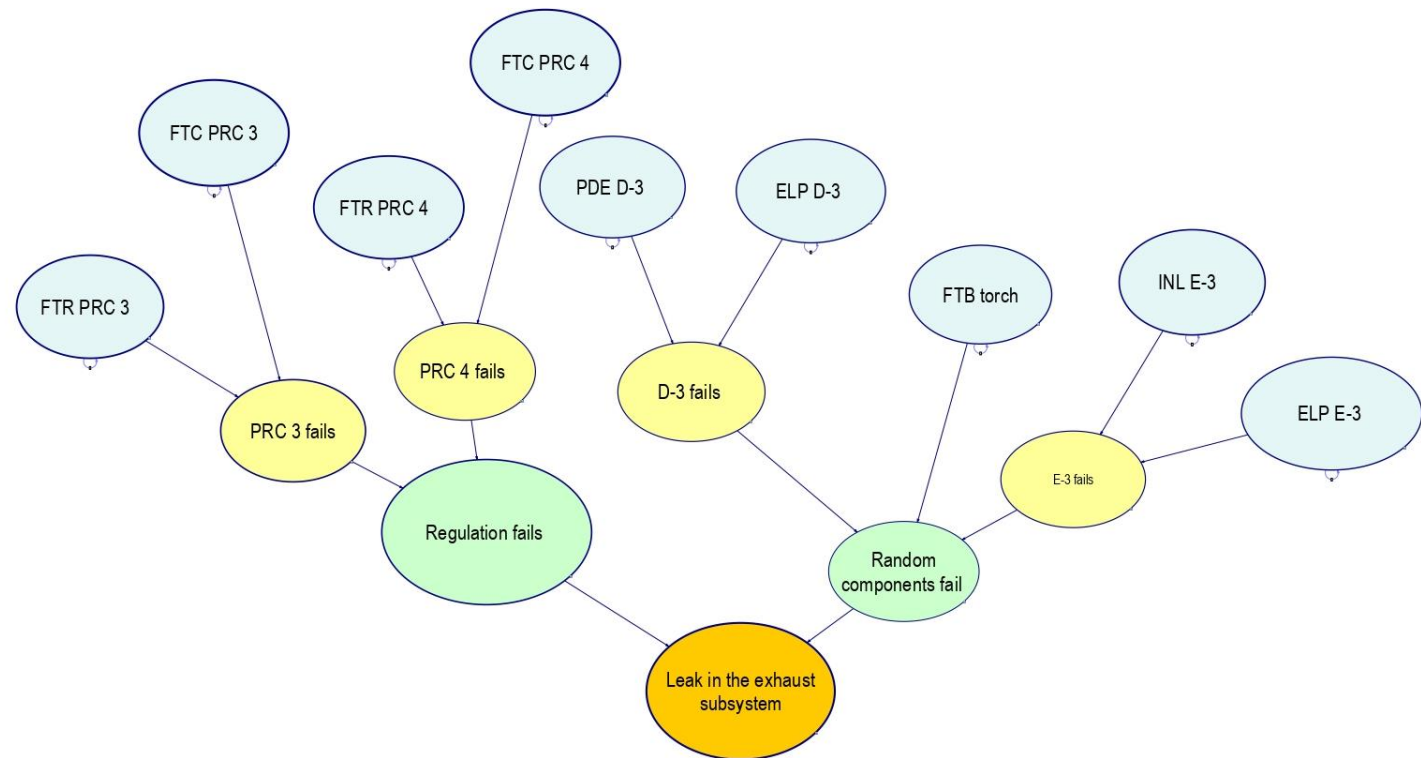 FTC PRC 4
FTC PRC 3
PDE D-3
ELP D-3
FTR PRC 4
INL E-3
FTB torch
FTR PRC 3
PRC 4 fails
D-3 fails
ELP E-3
PRC 3 fails
E-3 fails
Regulation fails
Random
components fail
Leak in the exhaust
subsystem